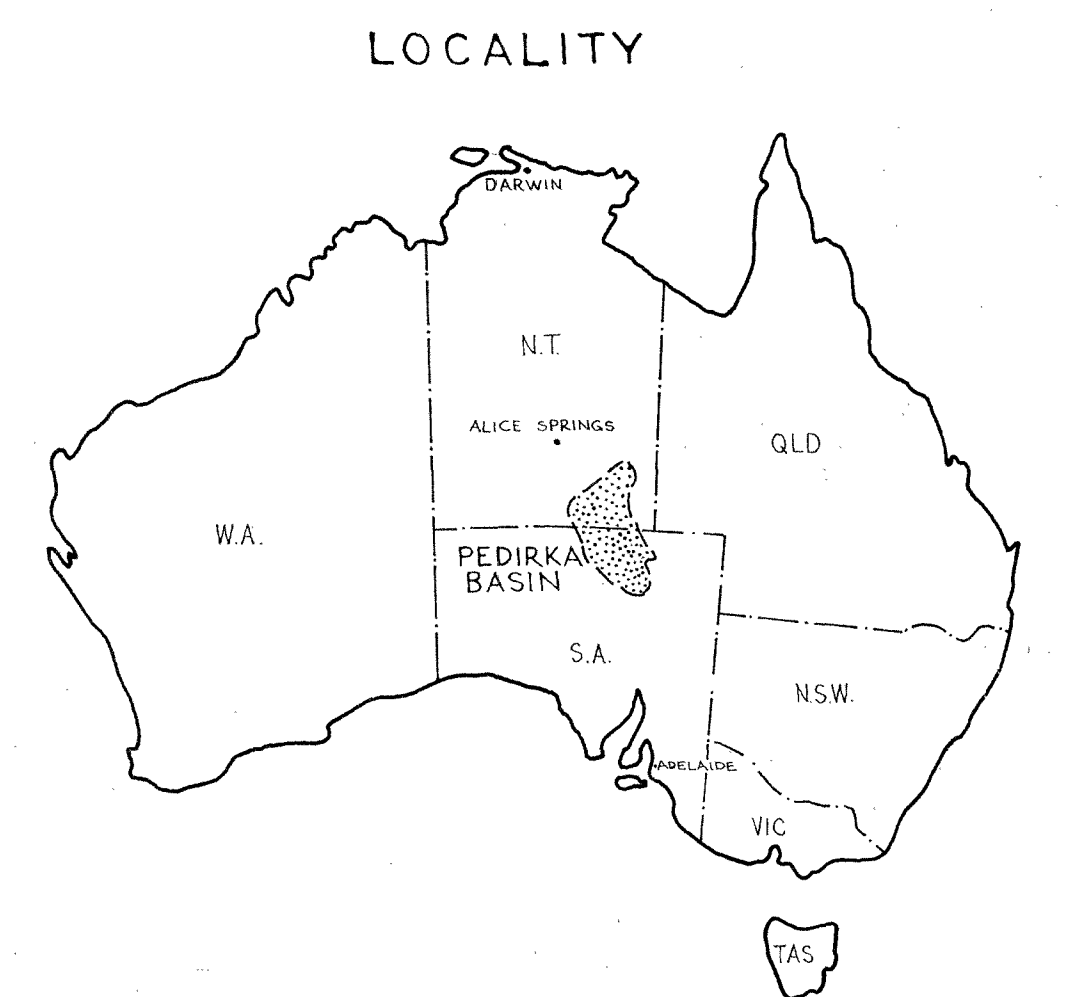 LOCALITY
DARWIN
N.T.
ALICE SPRINGS
QLD
W.A.
PEDIRKA
BASIN
S.A.
N.S.W.
ADELAIDE
VIC
TAS